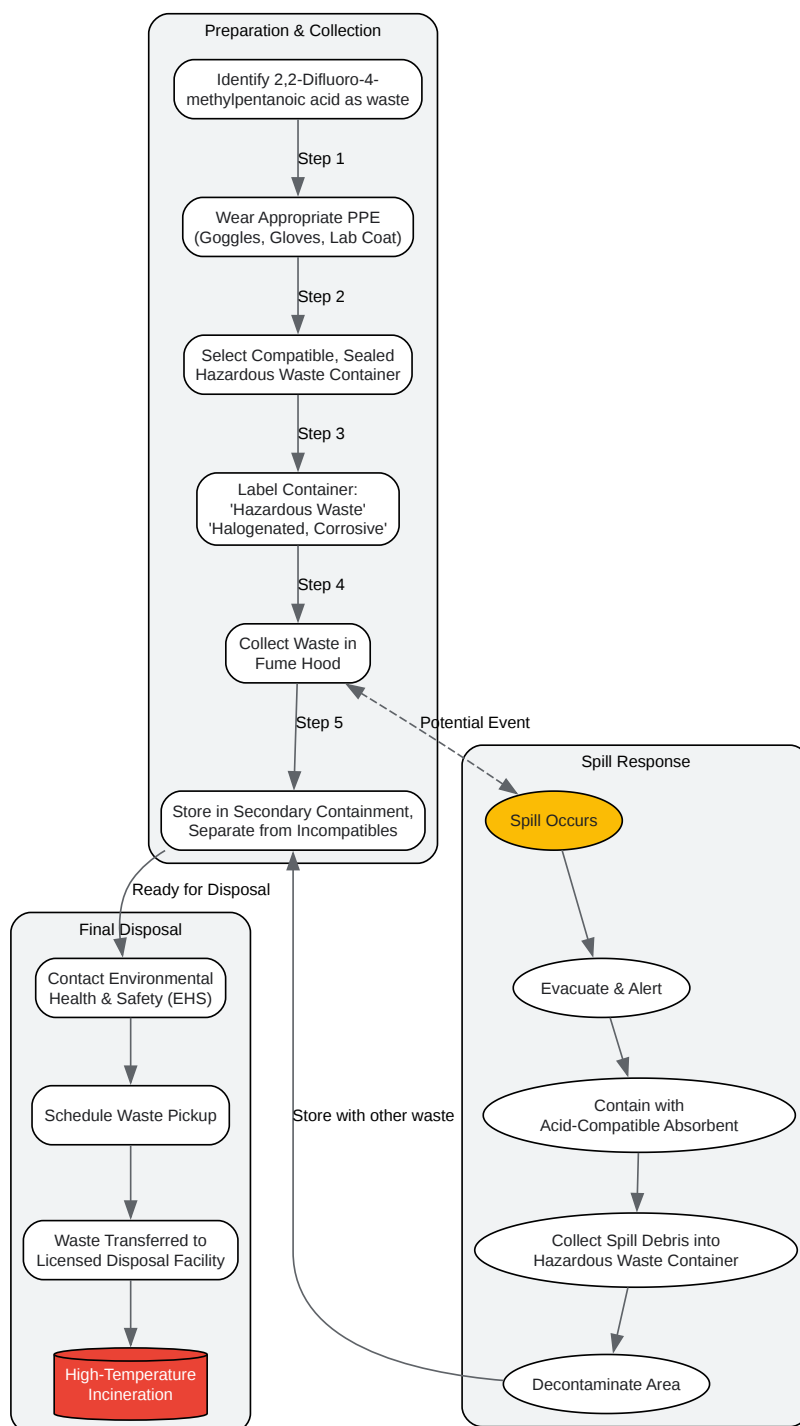 Preparation & Collection
Identify 2,2-Difluoro-4-
methylpentanoic acid as waste
Step 1
Wear Appropriate PPE
(Goggles, Gloves, Lab Coat)
Step 2
Select Compatible, Sealed
Hazardous Waste Container
Step 3
Label Container:
'Hazardous Waste'
'Halogenated, Corrosive'
Step 4
Collect Waste in
Fume Hood
Step 5
Potential Event
Store in Secondary Containment,
Separate from Incompatibles
Ready for Disposal
Final Disposal
Contact Environmental
Health & Safety (EHS)
Schedule Waste Pickup
Waste Transferred to
Licensed Disposal Facility
High-Temperature
Incineration
Spill Response
Spill Occurs
Evacuate & Alert
Contain with
Acid-Compatible Absorbent
Collect Spill Debris into
Hazardous Waste Container
Decontaminate Area
Store with other waste